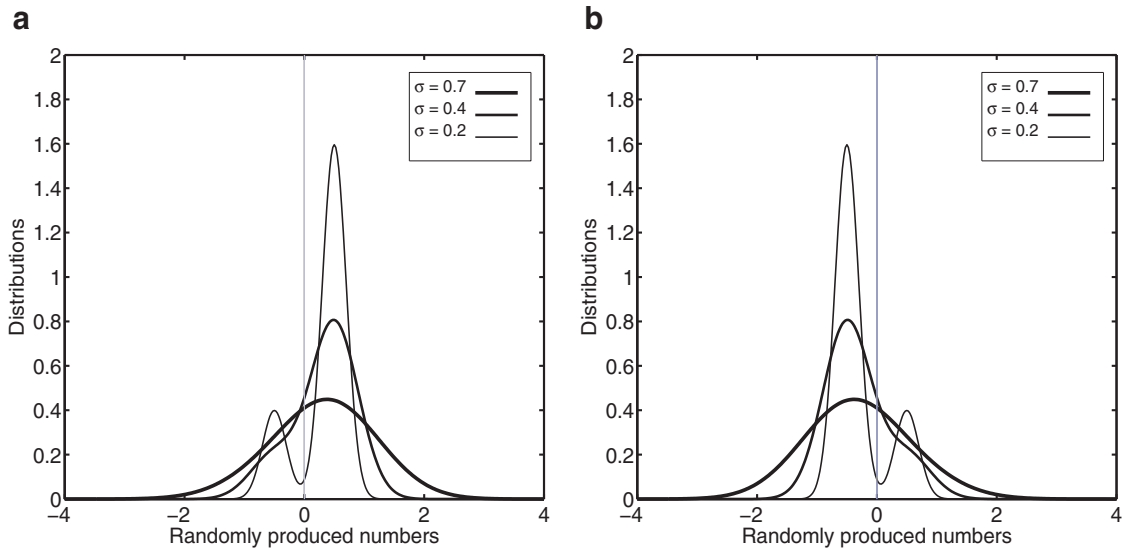 a
2
1.8
1.6
1.4
1.2
1
0.8
0.6
0.4
0.2
0
Distributions
σ = 0.7
σ = 0.4
σ = 0.2
−4 −2 0 2 4
Randomly produced numbers
b
2
1.8
1.6
1.4
1.2
1
0.8
0.6
0.4
0.2
0
Distributions
σ = 0.7
σ = 0.4
σ = 0.2
−4 −2 0 2 4
Randomly produced numbers